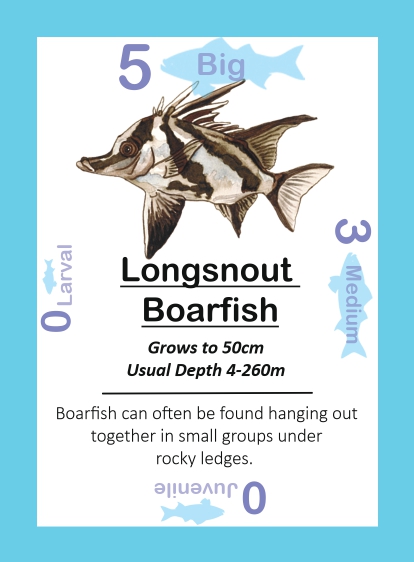 5 Big
3 Medium
0 Larval
Longsnout
Boarfish
Grows to 50cm
Usual Depth 4-260m
Boarfish can often be found hanging out
together in small groups under
rocky ledges.
0 Juvenile